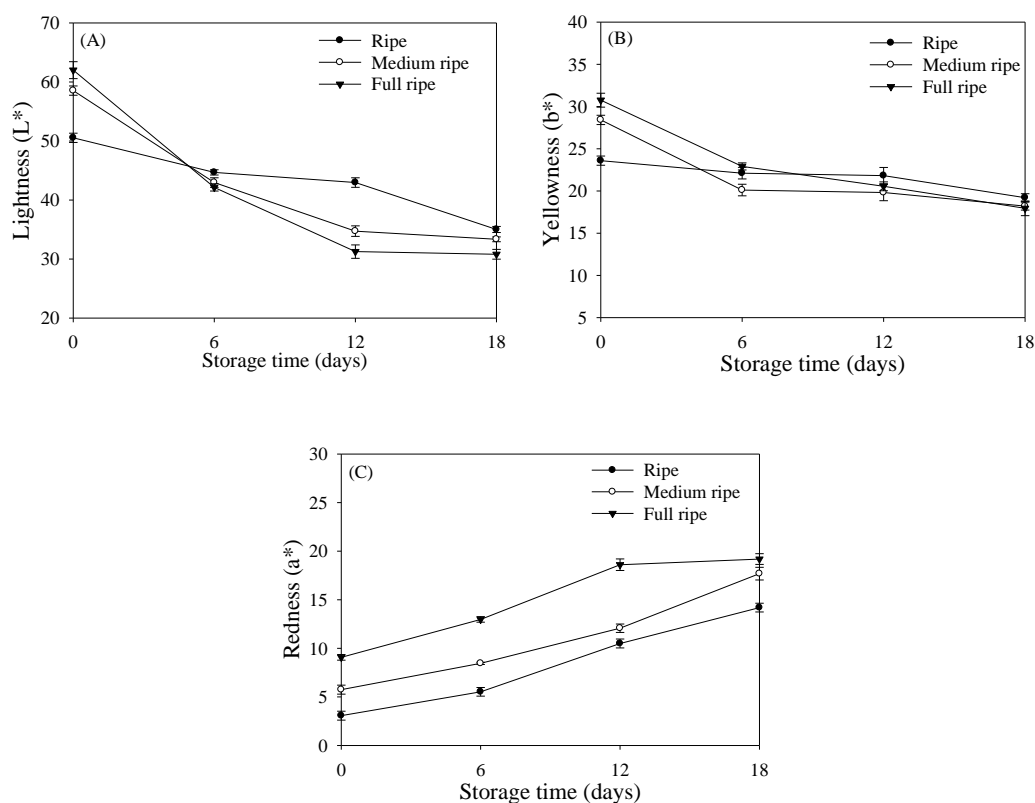 (A)
Ripe
Medium ripe
Full ripe
70
60
50
40
30
20
Lightness (L*)
0 6 12 18
Storage time (days)
(B)
Ripe
Medium ripe
Full ripe
40
35
30
25
20
15
10
5
Yellowness (b*)
0 6 12 18
Storage time (days)
(C)
Ripe
Medium ripe
Full ripe
30
25
20
15
10
5
0
Redness (a*)
0 6 12 18
Storage time (days)